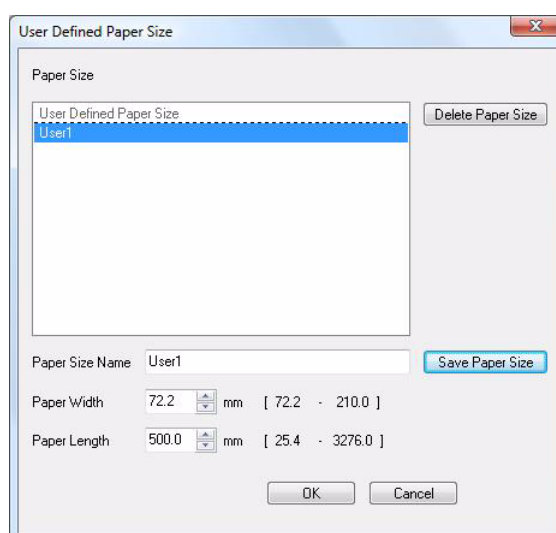 User Defined Paper Size
Paper Size
User Defined Paper Size
Delete Paper Size
User1
Paper Size Name User1 Save Paper Size
Paper Width 72.2 mm [ 72.2 - 210.0 ]
Paper Length 500.0 mm [ 25.4 - 3276.0 ]
OK Cancel